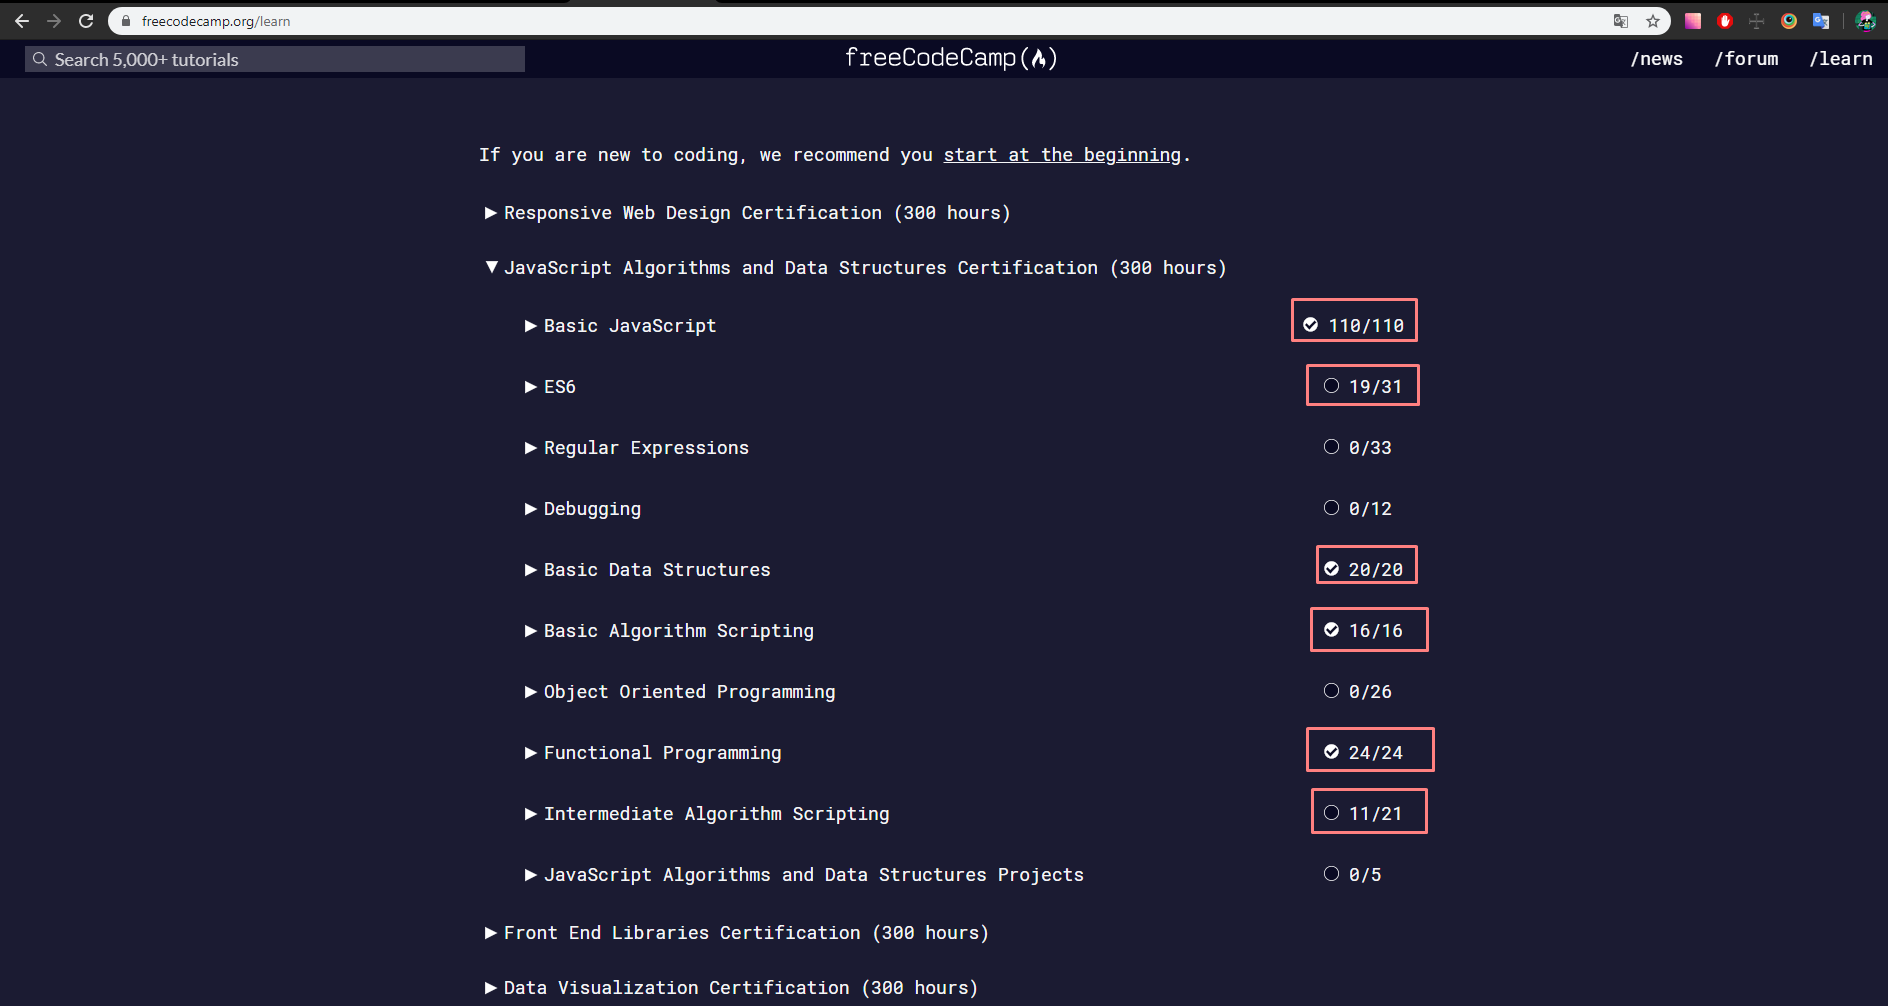 freecodecamp.org/learn
Search 5,000+ tutorials
freeCodeCamp
/news /forum /learn
If you are new to coding, we recommend you start at the beginning.
Responsive Web Design Certification (300 hours)
JavaScript Algorithms and Data Structures Certification (300 hours)
Basic JavaScript 110/110
ES6 19/31
Regular Expressions 0/33
Debugging 0/12
Basic Data Structures 20/20
Basic Algorithm Scripting 16/16
Object Oriented Programming 0/26
Functional Programming 24/24
Intermediate Algorithm Scripting 11/21
JavaScript Algorithms and Data Structures Projects 0/5
Front End Libraries Certification (300 hours)
Data Visualization Certification (300 hours)